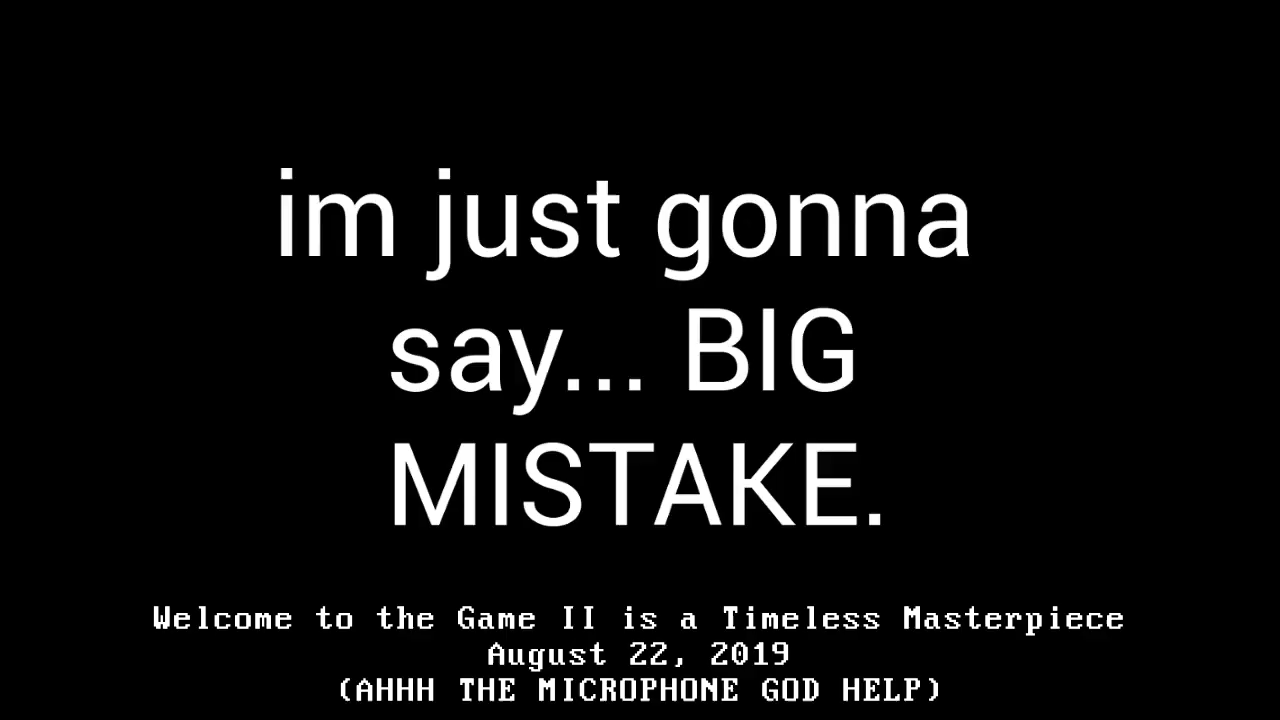 im just gonna
say... BIG
MISTAKE.
Welcome to the Game II is a Timeless Masterpiece
August 22, 2019
(AHHH THE MICROPHONE GOD HELP)